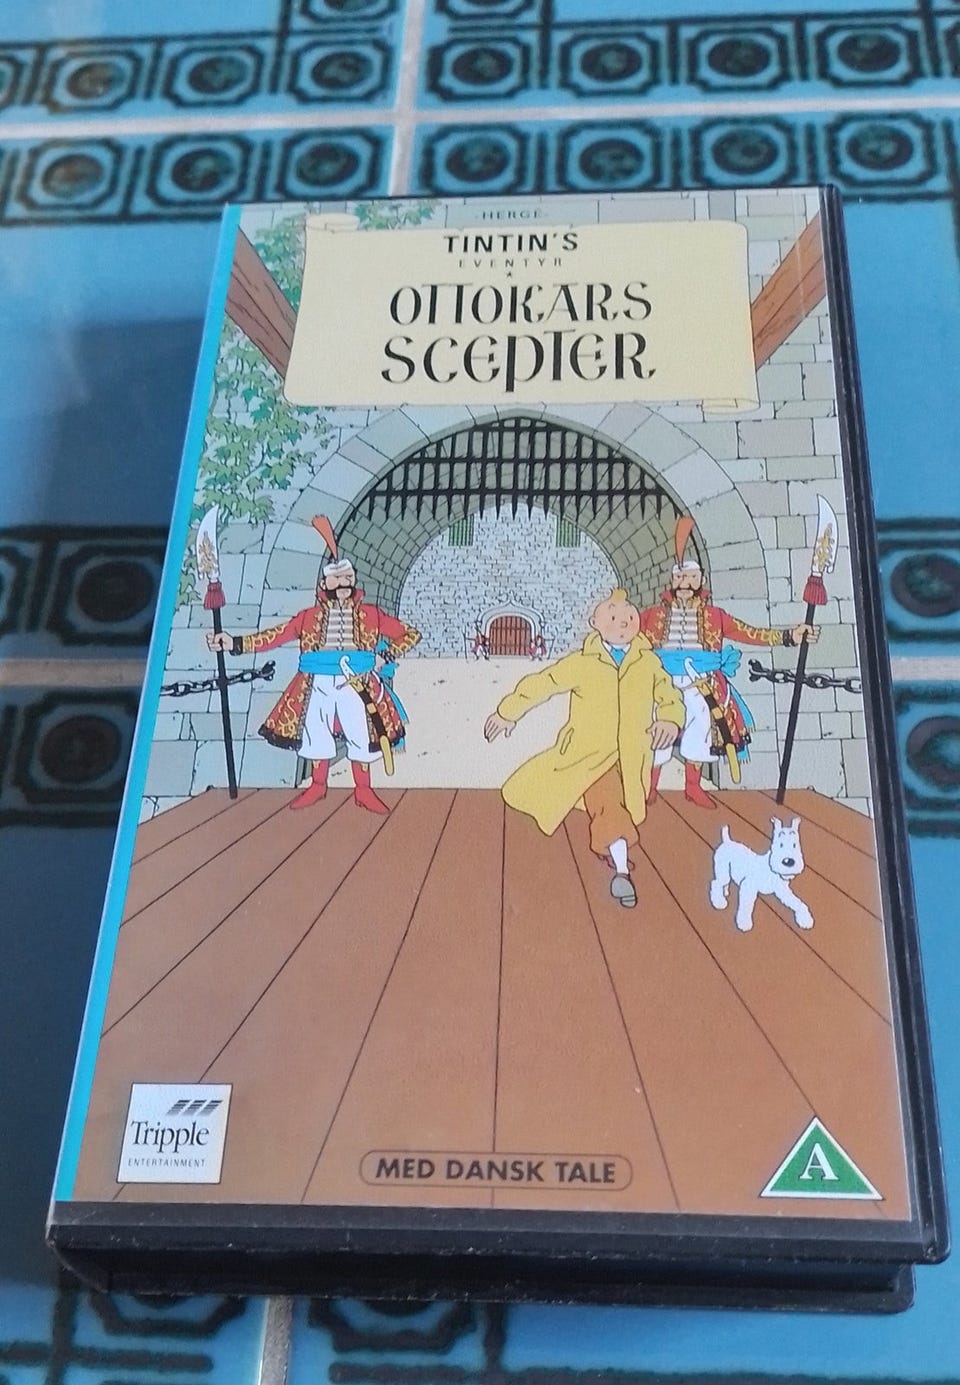 -HERGÉ-
TINTIN'S
EVENTYR
OTTOKARS
SCEPTER
Tripple
ENTERTAINMENT
MED DANSK TALE
A